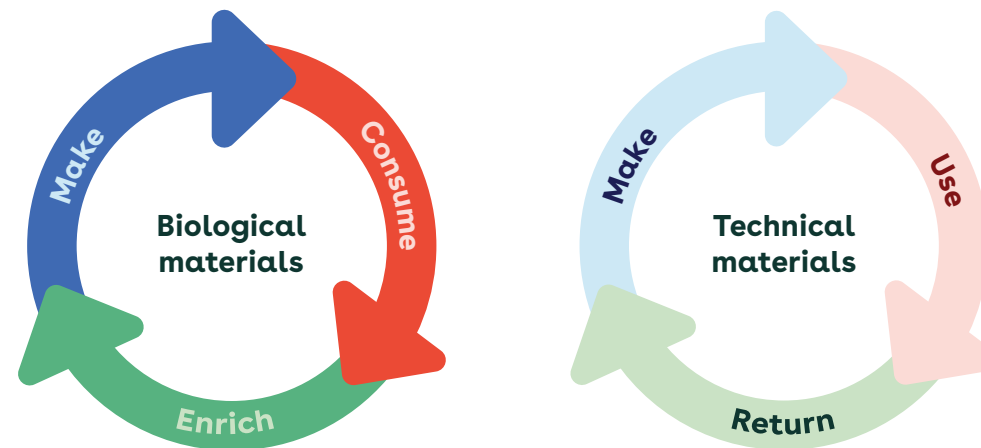 Make
Consume
Biological
materials
Enrich
Make
Use
Technical
materials
Return